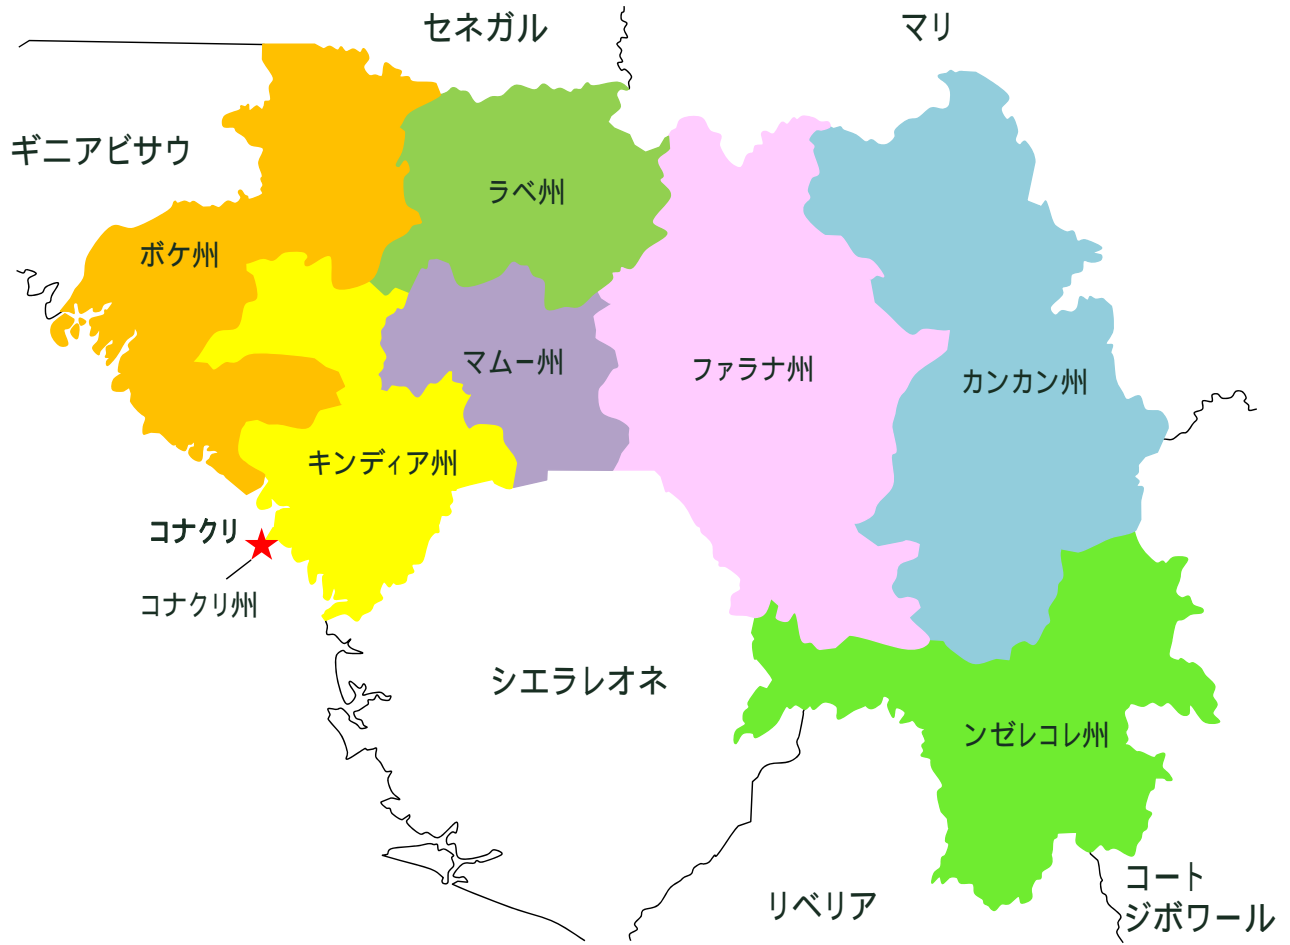 セネガル
マリ
ギニアビサウ
ラベ州
ボケ州
マムー州
ファラナ州
カンカン州
キンディア州
コナクリ
コナクリ州
シエラレオネ
ンゼレコレ州
リベリア
コート
ジボワール